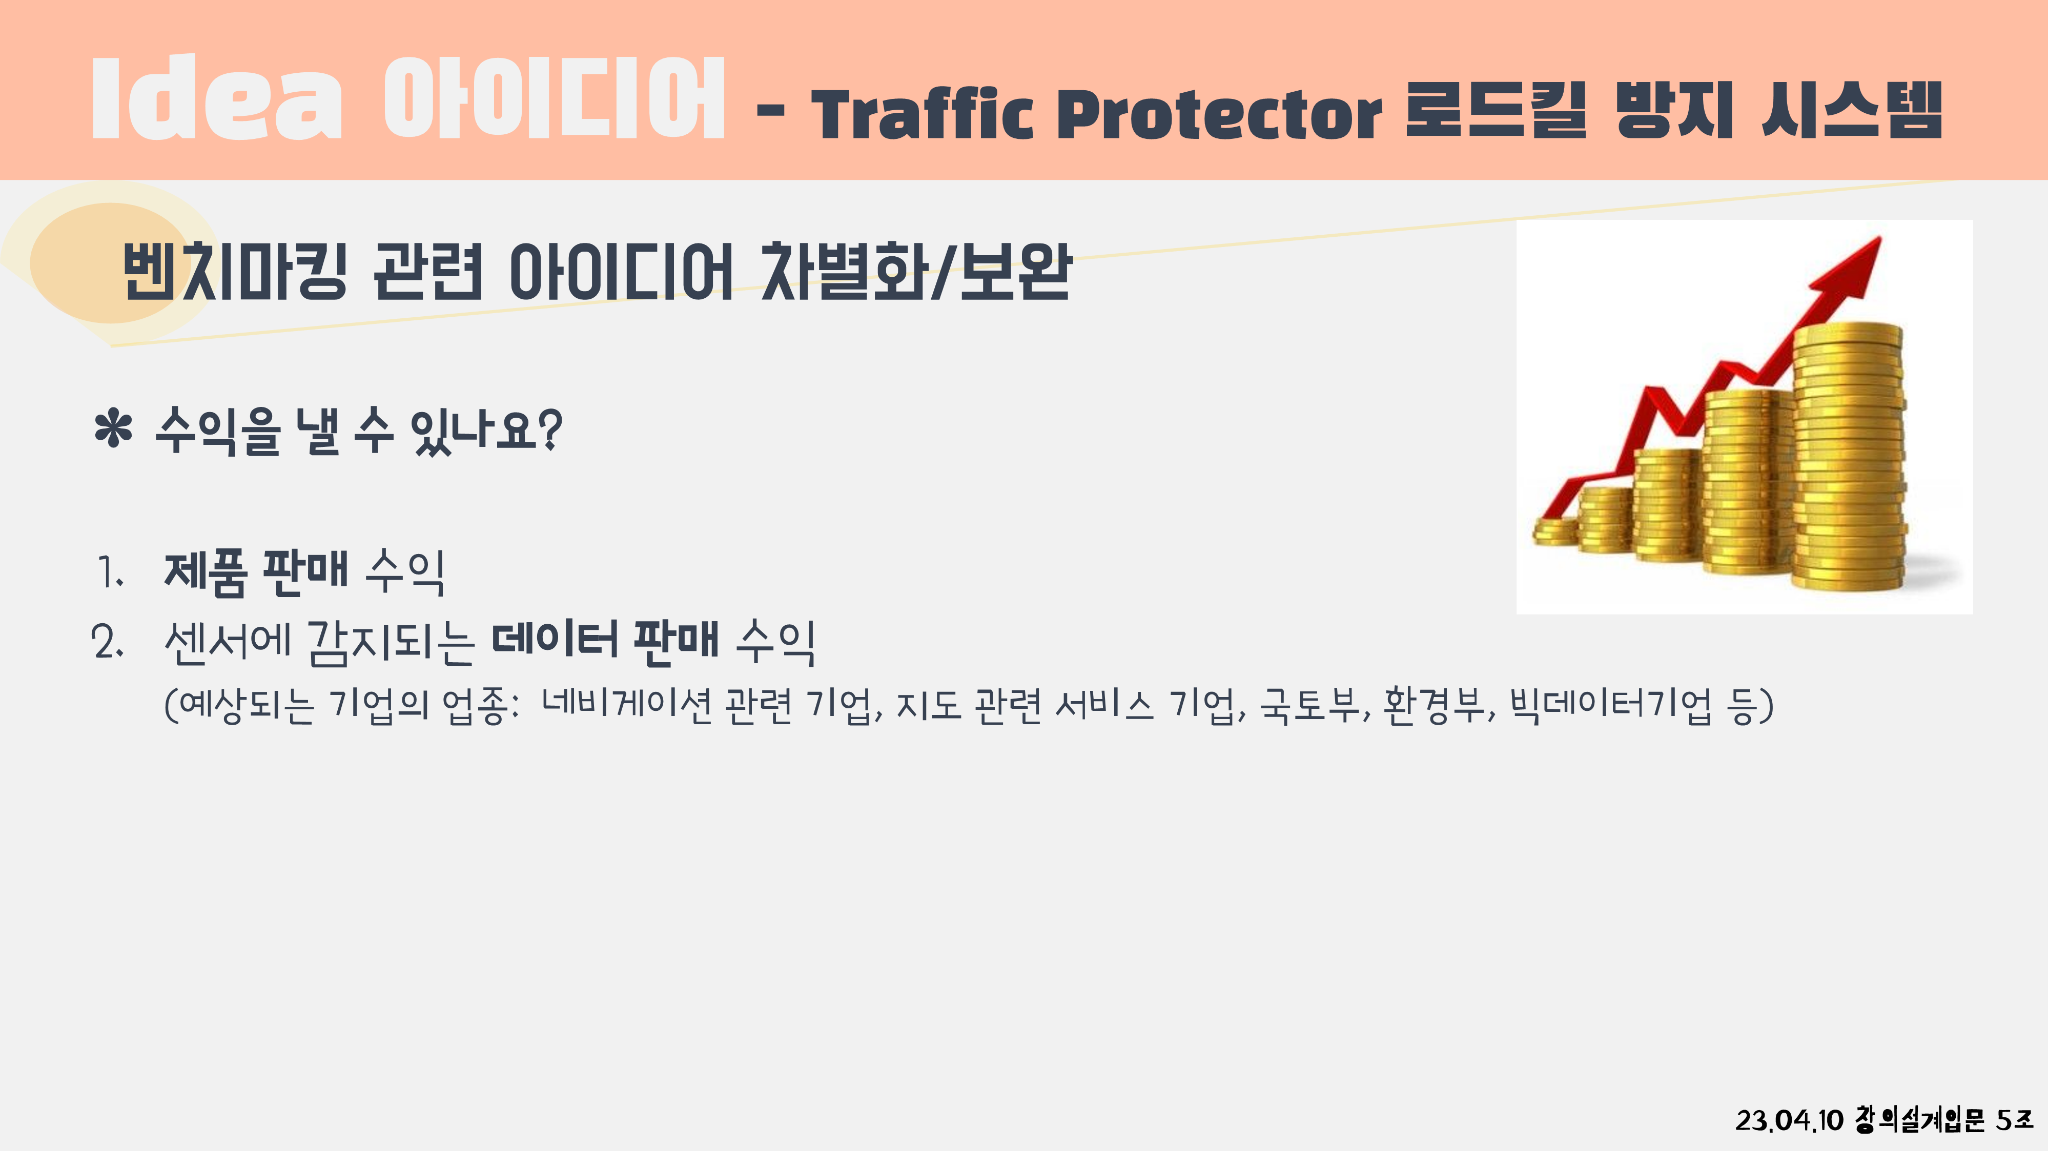 Idea 아이디어 - Traffic Protector 로드킬 방지 시스템
벤치마킹 관련 아이디어 차별화/보완
✽ 수익을 낼 수 있나요?
1. 제품 판매 수익
2. 센서에 감지되는 데이터 판매 수익
(예상되는 기업의 업종: 네비게이션 관련 기업, 지도 관련 서비스 기업, 국토부, 환경부, 빅데이터기업 등)
23.04.10 창의설계입문 5조